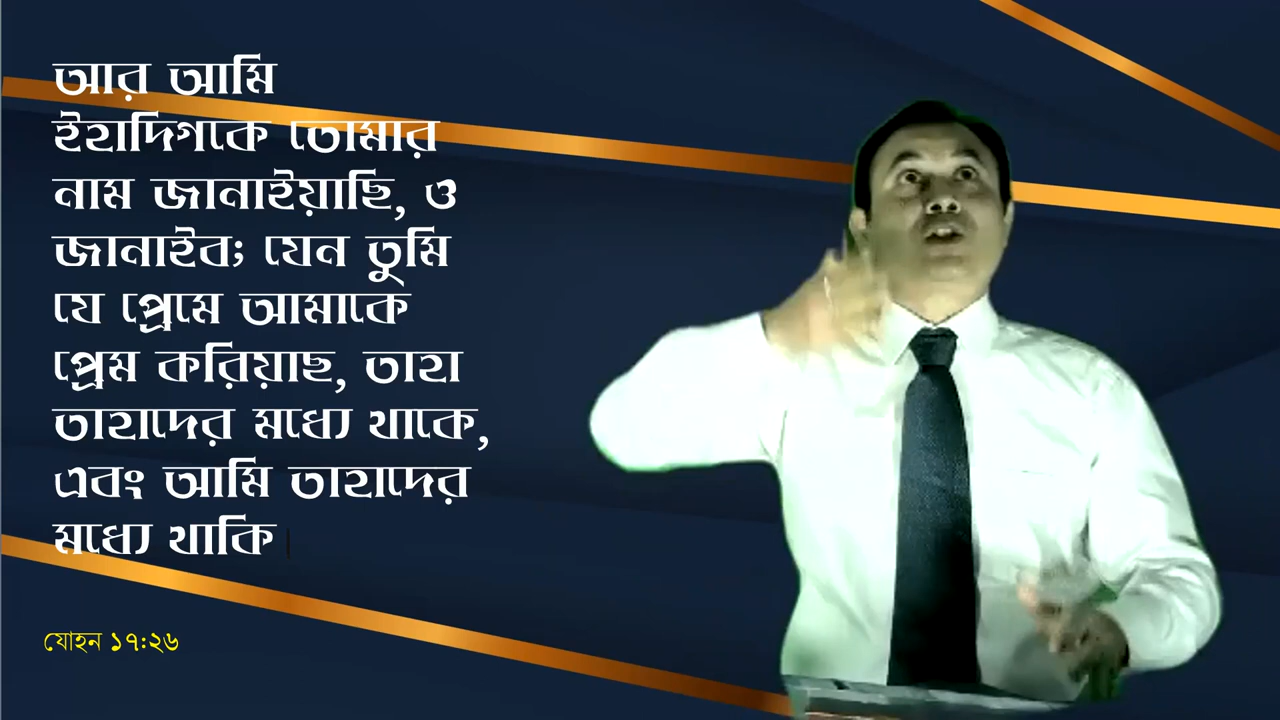 আর আমি
ইহাদিগকে তোমার
নাম জানাইয়াছি, ও
জানাইব; যেন তুমি
যে প্রেমে আমাকে
প্রেম করিয়াছ, তাহা
তাহাদের মধ্যে থাকে,
এবং আমি তাহাদের
মধ্যে থাকি
যোহন ১৭:২৬